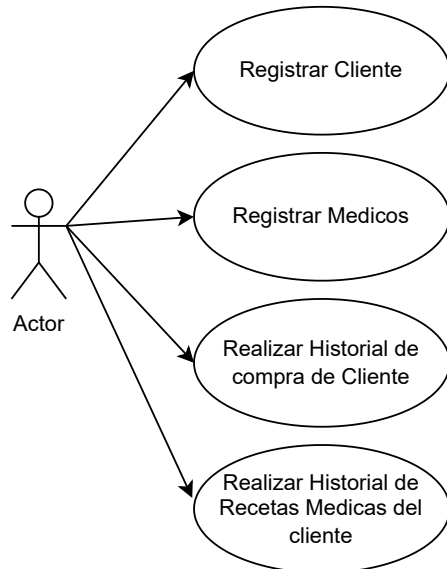 Registrar Cliente
Registrar Medicos
Actor
Realizar Historial de
compra de Cliente
Realizar Historial de
Recetas Medicas del
cliente